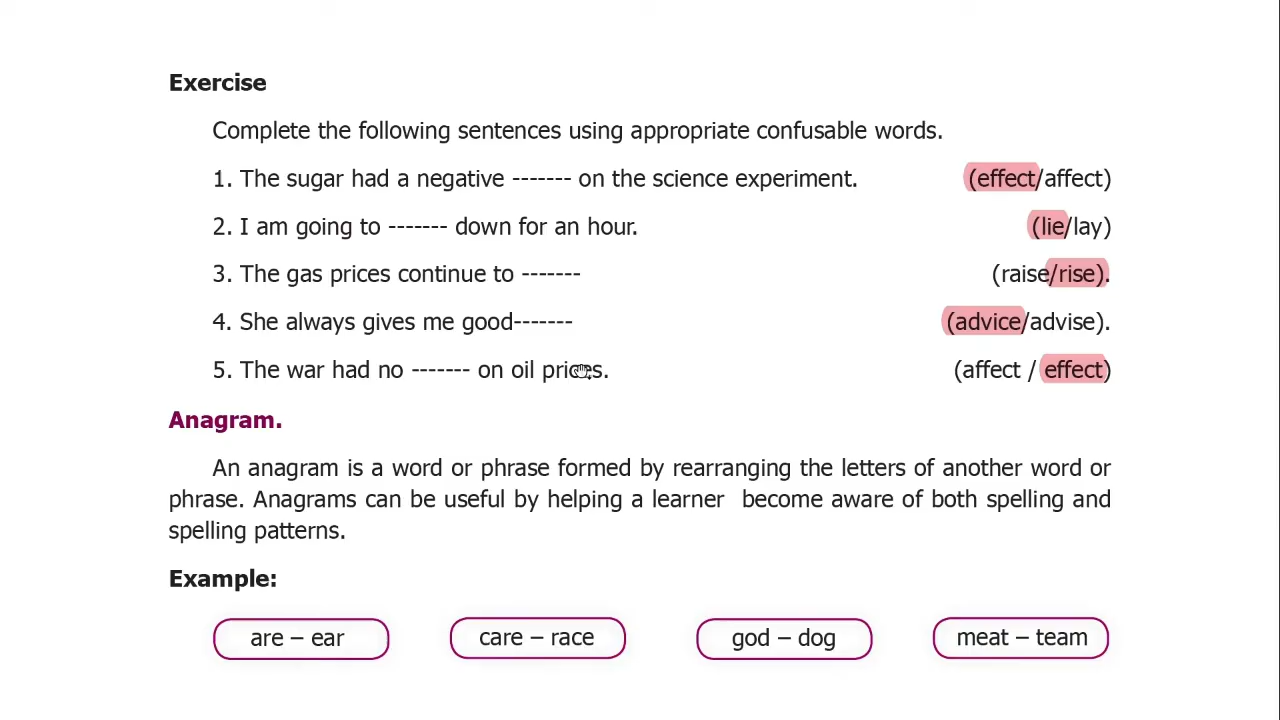 Exercise
Complete the following sentences using appropriate confusable words.
1. The sugar had a negative ------- on the science experiment. (effect/affect)
2. I am going to ------- down for an hour. (lie/lay)
3. The gas prices continue to ------- (raise/rise).
4. She always gives me good------- (advice/advise).
5. The war had no ------- on oil prices. (affect / effect)
Anagram.
An anagram is a word or phrase formed by rearranging the letters of another word or
phrase. Anagrams can be useful by helping a learner become aware of both spelling and
spelling patterns.
Example:
are – ear care – race god – dog meat – team